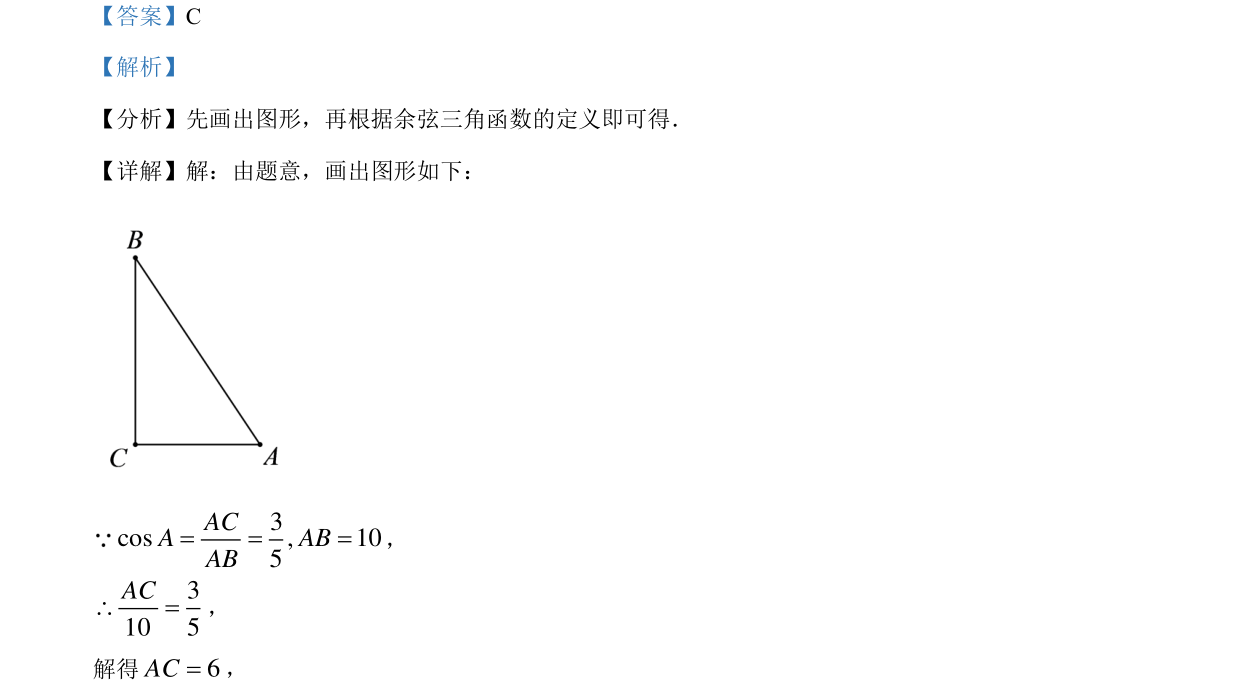 【答案】C
【解析】
【分析】先画出图形，再根据余弦三角函数的定义即可得．
【详解】解：由题意，画出图形如下：
B
C
A
∵cos A = AC/AB = 3/5, AB = 10，
∴AC/10 = 3/5，
解得 AC = 6，